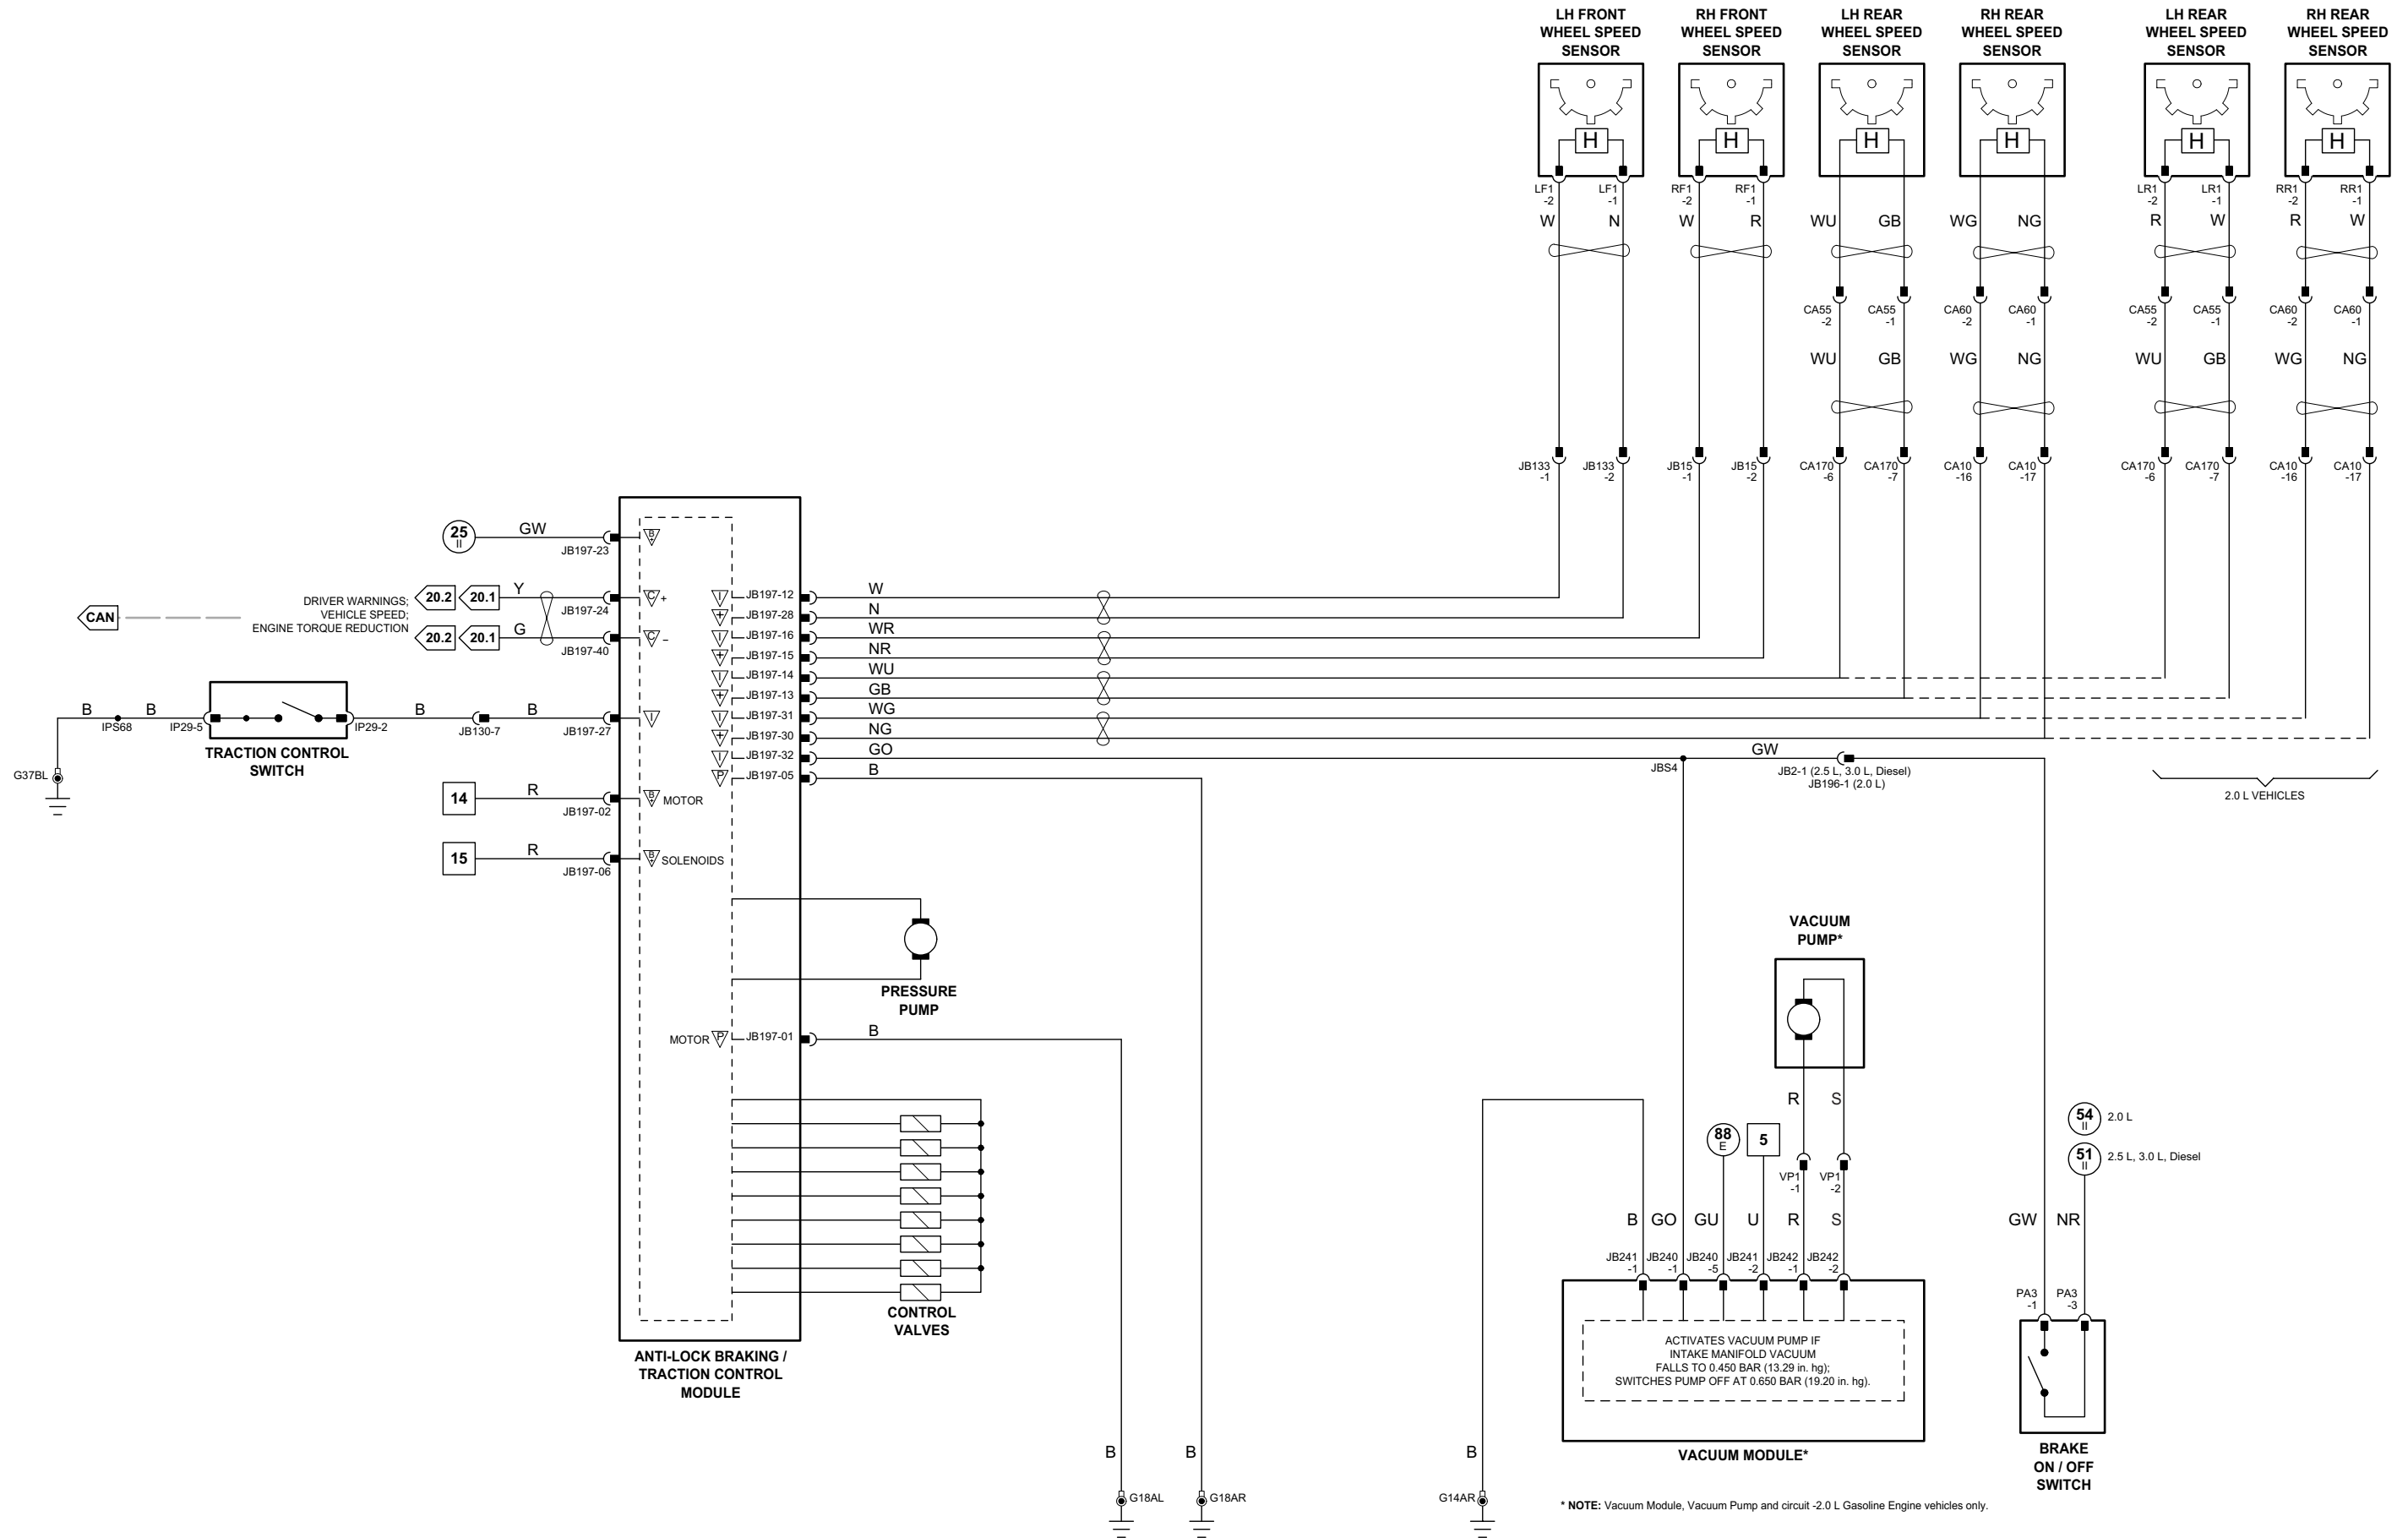 LH FRONT
WHEEL SPEED
SENSOR
RH FRONT
WHEEL SPEED
SENSOR
LH REAR
WHEEL SPEED
SENSOR
RH REAR
WHEEL SPEED
SENSOR
LH REAR
WHEEL SPEED
SENSOR
RH REAR
WHEEL SPEED
SENSOR
H H H H H H
LF1 -2
LF1 -1
RF1 -2
RF1 -1
LR1 -2
LR1 -1
RR1 -2
RR1 -1
W N W R WU GB WG NG R W R W
CA55 -2
CA55 -1
CA60 -2
CA60 -1
CA55 -2
CA55 -1
CA60 -2
CA60 -1
WU GB WG NG WU GB WG NG
JB133 -1
JB133 -2
JB15 -1
JB15 -2
CA170 -6
CA170 -7
CA10 -16
CA10 -17
CA170 -6
CA170 -7
CA10 -16
CA10 -17
25 II
GW
JB197-23
B +
CAN
DRIVER WARNINGS;
VEHICLE SPEED;
ENGINE TORQUE REDUCTION
20.2 20.1 Y
JB197-24
C +
20.2 20.1 G
JB197-40
C –
G37BL
B
IPS68
B
IP29-5
IP29-2
B
JB130-7
B
JB197-27
I
TRACTION CONTROL
SWITCH
14
R
JB197-02
B +
MOTOR
15
R
JB197-06
B +
SOLENOIDS
I JB197-12 W
+ JB197-28 N
I JB197-16 WR
+ JB197-15 NR
I JB197-14 WU
+ JB197-13 GB
I JB197-31 WG
+ JB197-30 NG
I JB197-32 GO
P JB197-05 B
JBS4
GW
JB2-1 (2.5 L, 3.0 L, Diesel)
JB196-1 (2.0 L)
2.0 L VEHICLES
PRESSURE
PUMP
MOTOR P JB197-01 B
CONTROL
VALVES
ANTI-LOCK BRAKING /
TRACTION CONTROL
MODULE
B
G18AL
B
G18AR
B
G14AR
VACUUM
PUMP*
R S
88 E
5
VP1 -1
VP1 -2
B GO GU U R S
JB241 -1
JB240 -1
JB240 -5
JB241 -2
JB242 -1
JB242 -2
ACTIVATES VACUUM PUMP IF
INTAKE MANIFOLD VACUUM
FALLS TO 0.450 BAR (13.29 in. hg);
SWITCHES PUMP OFF AT 0.650 BAR (19.20 in. hg).
VACUUM MODULE*
54 II
2.0 L
51 II
2.5 L, 3.0 L, Diesel
GW NR
PA3 -1
PA3 -3
BRAKE
ON / OFF
SWITCH
* NOTE: Vacuum Module, Vacuum Pump and circuit -2.0 L Gasoline Engine vehicles only.